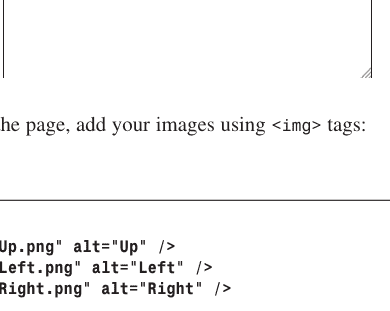 he page, add your images using <img> tags:
Up.png" alt="Up" />
Left.png" alt="Left" />
Right.png" alt="Right" />